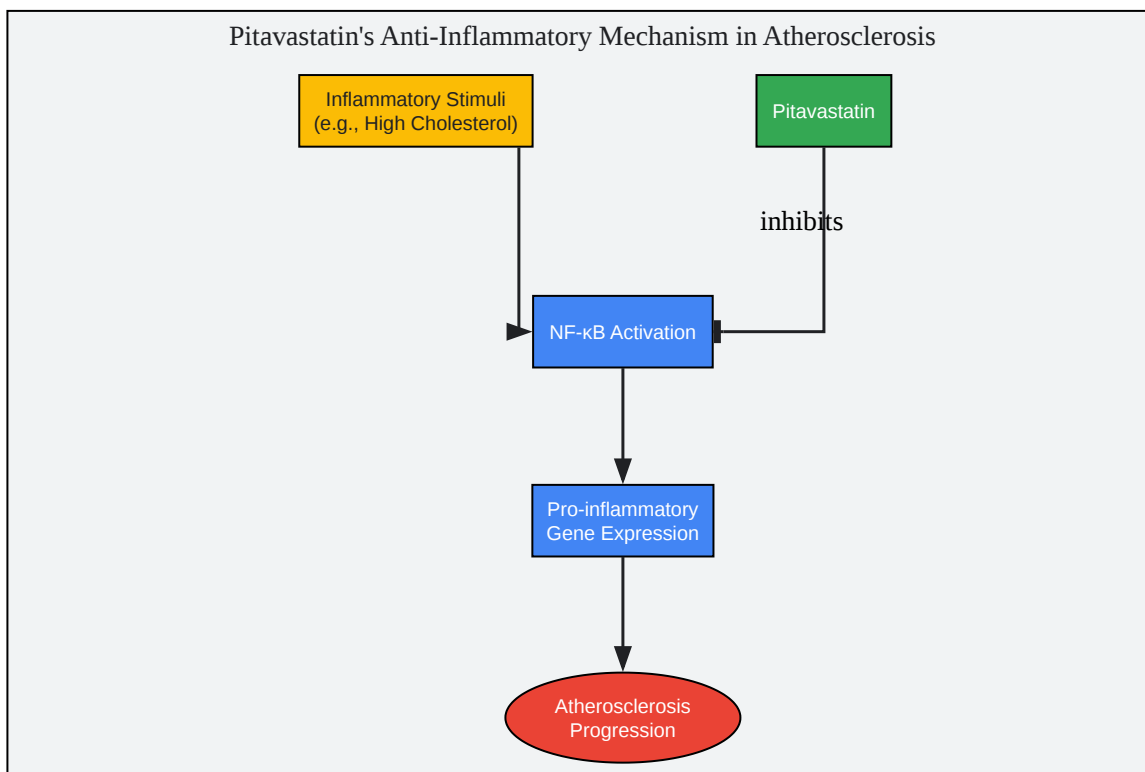 Pitavastatin's Anti-Inflammatory Mechanism in Atherosclerosis
Inflammatory Stimuli
(e.g., High Cholesterol)
Pitavastatin
inhibits
NF-κB Activation
Pro-inflammatory
Gene Expression
Atherosclerosis
Progression